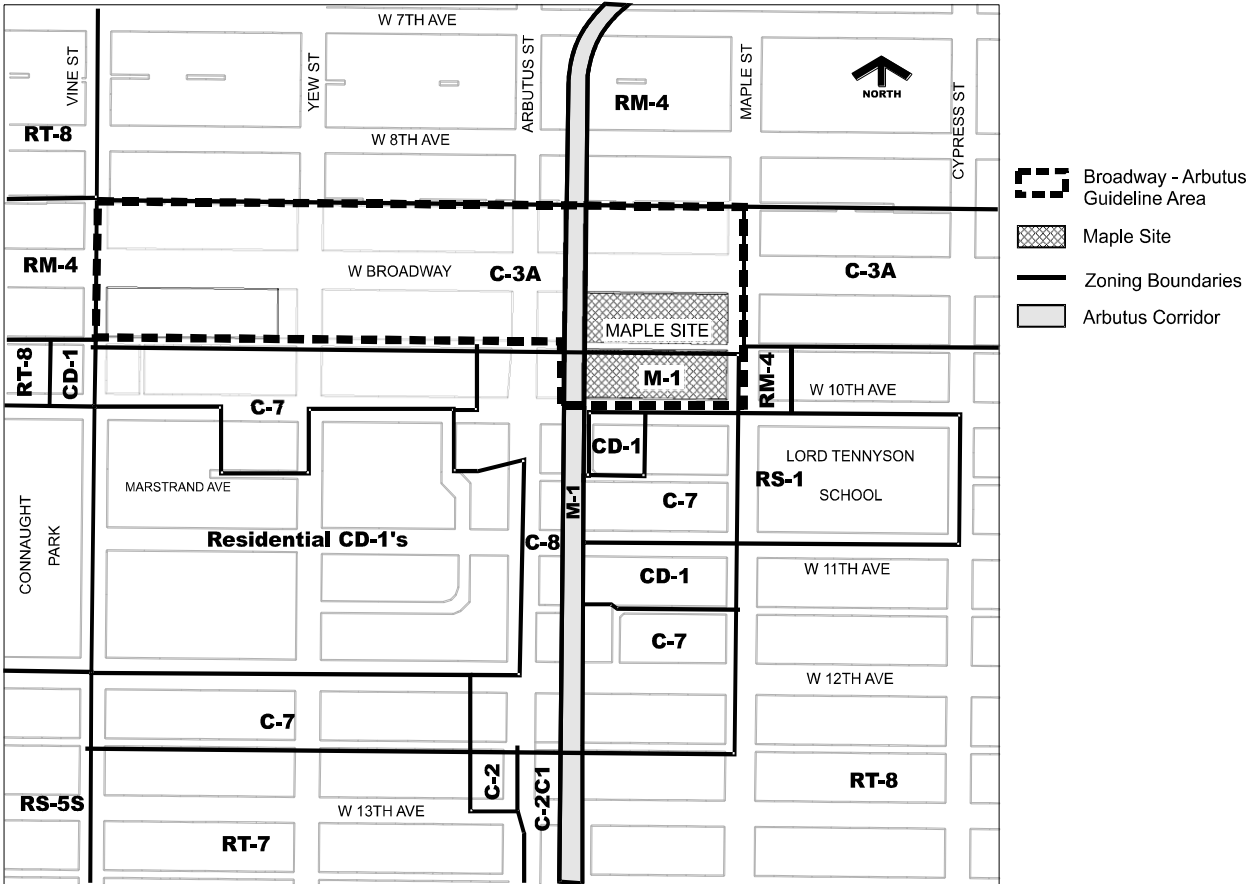 W 7TH AVE
VINE ST
YEW ST
ARBUTUS ST
MAPLE ST
CYPRESS ST
NORTH
RM-4
RT-8
W 8TH AVE
Broadway - Arbutus
Guideline Area
Maple Site
Zoning Boundaries
Arbutus Corridor
RM-4
W BROADWAY
C-3A
C-3A
MAPLE SITE
RT-8
CD-1
M-1
RM-4
W 10TH AVE
C-7
CD-1
LORD TENNYSON
SCHOOL
RS-1
MARSTRAND AVE
M-1
C-7
CONNAUGHT
PARK
Residential CD-1's
C-8
CD-1
W 11TH AVE
C-7
W 12TH AVE
C-7
C-2
C-2C1
RT-8
RS-5S
W 13TH AVE
RT-7